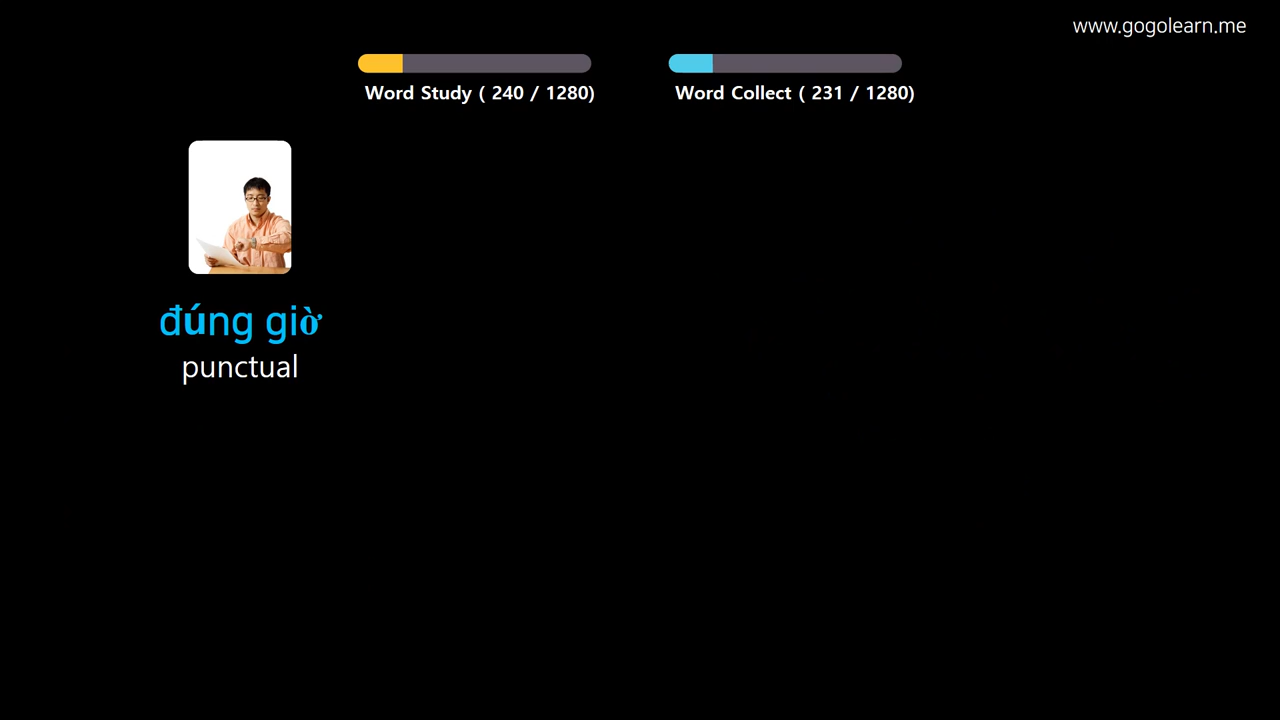 www.gogolearn.me
Word Study ( 240 / 1280)
Word Collect ( 231 / 1280)
đúng giờ
punctual